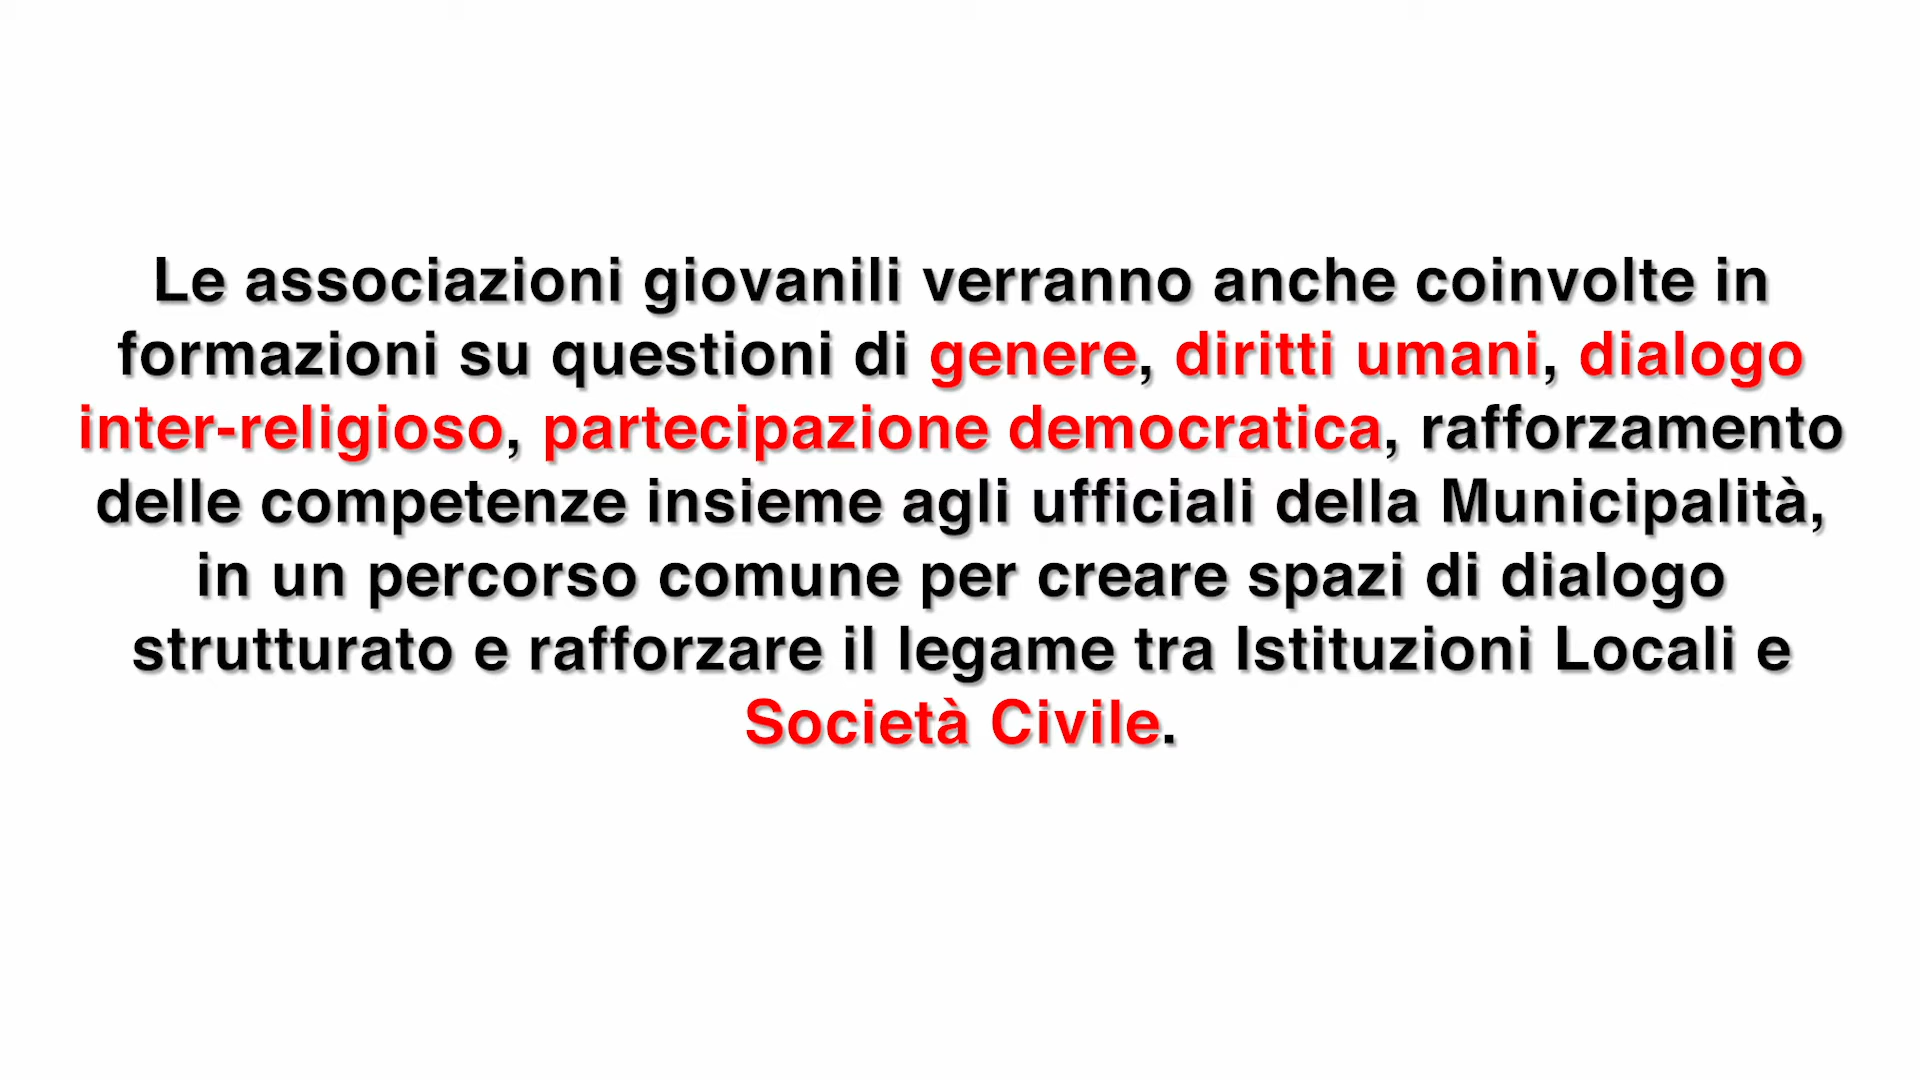 Le associazioni giovanili verranno anche coinvolte in
formazioni su questioni di genere, diritti umani, dialogo
inter-religioso, partecipazione democratica, rafforzamento
delle competenze insieme agli ufficiali della Municipalità,
in un percorso comune per creare spazi di dialogo
strutturato e rafforzare il legame tra Istituzioni Locali e
Società Civile.